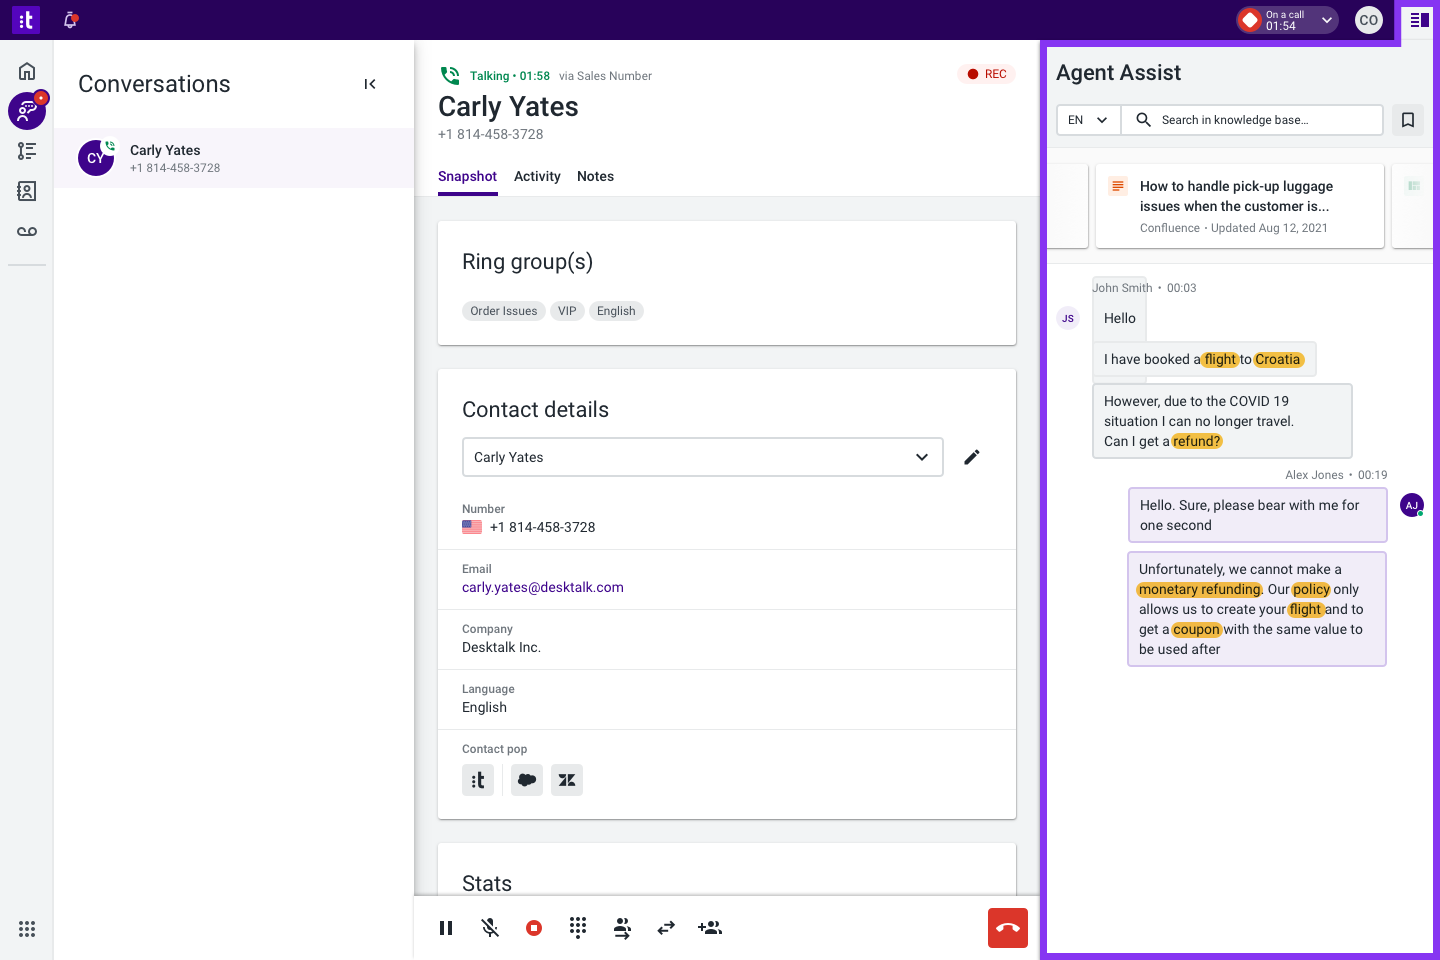 :t
On a call
01:54
CO
Conversations
CY
Carly Yates
+1 814-458-3728
Talking • 01:58 via Sales Number
REC
Carly Yates
+1 814-458-3728
Snapshot
Activity
Notes
Ring group(s)
Order Issues
VIP
English
Contact details
Carly Yates
Number
+1 814-458-3728
Email
carly.yates@desktalk.com
Company
Desktalk Inc.
Language
English
Contact pop
:t
Stats
Agent Assist
EN
Search in knowledge base...
How to handle pick-up luggage
issues when the customer is...
Confluence • Updated Aug 12, 2021
John Smith • 00:03
JS
Hello
I have booked a flight to Croatia
However, due to the COVID 19
situation I can no longer travel.
Can I get a refund?
Alex Jones • 00:19
AJ
Hello. Sure, please bear with me for
one second
Unfortunately, we cannot make a
monetary refunding. Our policy only
allows us to create your flight and to
get a coupon with the same value to
be used after